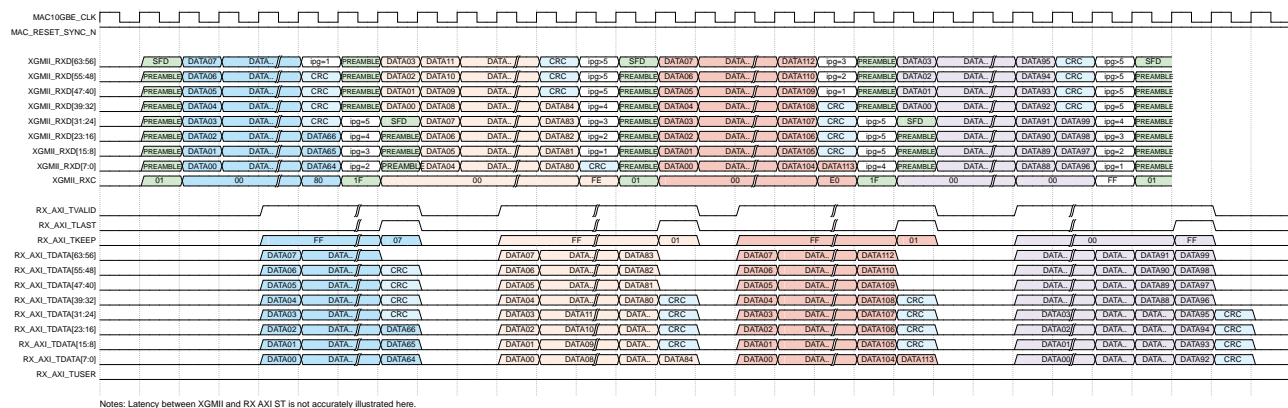 MAC10GBE_CLK
MAC_RESET_SYNC_N
XGMII_RXD[63:56] SFD DATA07 DATA.. ipg=1 PREAMBLE DATA03 DATA11 DATA.. CRC ipg>5 SFD DATA07 DATA.. DATA112 ipg=3 PREAMBLE DATA03 DATA.. DATA95 CRC ipg>5 SFD
XGMII_RXD[55:48] PREAMBLE DATA06 DATA.. CRC PREAMBLE DATA02 DATA10 DATA.. CRC ipg>5 PREAMBLE DATA06 DATA.. DATA110 ipg=2 PREAMBLE DATA02 DATA.. DATA94 CRC ipg>5 PREAMBLE
XGMII_RXD[47:40] PREAMBLE DATA05 DATA.. CRC PREAMBLE DATA01 DATA09 DATA.. CRC ipg=5 PREAMBLE DATA05 DATA.. DATA109 ipg=1 PREAMBLE DATA01 DATA.. DATA93 CRC ipg=5 PREAMBLE
XGMII_RXD[39:32] PREAMBLE DATA04 DATA.. CRC PREAMBLE DATA00 DATA08 DATA.. DATA84 ipg=4 PREAMBLE DATA04 DATA.. DATA108 CRC PREAMBLE DATA00 DATA.. DATA92 CRC ipg=5 PREAMBLE
XGMII_RXD[31:24] PREAMBLE DATA03 DATA.. CRC ipg=5 SFD DATA07 DATA.. DATA83 ipg=3 PREAMBLE DATA03 DATA.. DATA107 CRC ipg>5 SFD DATA.. DATA91 DATA99 ipg=4 PREAMBLE
XGMII_RXD[23:16] PREAMBLE DATA02 DATA.. DATA66 ipg=4 PREAMBLE DATA06 DATA.. DATA82 ipg=2 PREAMBLE DATA02 DATA.. DATA106 CRC ipg>5 PREAMBLE DATA.. DATA90 DATA98 ipg=3 PREAMBLE
XGMII_RXD[15:8] PREAMBLE DATA01 DATA.. DATA65 ipg=3 PREAMBLE DATA05 DATA.. DATA81 ipg=1 PREAMBLE DATA01 DATA.. DATA105 CRC ipg=5 PREAMBLE DATA.. DATA89 DATA97 ipg=2 PREAMBLE
XGMII_RXD[7:0] PREAMBLE DATA00 DATA.. DATA64 ipg=2 PREAMBLE DATA04 DATA.. DATA80 CRC PREAMBLE DATA00 DATA.. DATA104 DATA113 ipg=4 PREAMBLE DATA.. DATA88 DATA96 ipg=1 PREAMBLE
XGMII_RXC 01 00 80 1F 00 FE 01 00 E0 1F 00 00 FF 01
RX_AXI_TVALID
RX_AXI_TLAST
RX_AXI_TKEEP FF 07 FF 01 FF 01 00 FF
RX_AXI_TDATA[63:56] DATA07 DATA.. DATA07 DATA.. DATA83 DATA07 DATA.. DATA112 DATA.. DATA.. DATA91 DATA99
RX_AXI_TDATA[55:48] DATA06 DATA.. CRC DATA06 DATA.. DATA82 DATA06 DATA.. DATA110 DATA.. DATA.. DATA90 DATA98
RX_AXI_TDATA[47:40] DATA05 DATA.. CRC DATA05 DATA.. DATA81 DATA05 DATA.. DATA109 DATA.. DATA.. DATA89 DATA97
RX_AXI_TDATA[39:32] DATA04 DATA.. CRC DATA04 DATA.. DATA80 CRC DATA04 DATA.. DATA108 CRC DATA.. DATA.. DATA88 DATA96
RX_AXI_TDATA[31:24] DATA03 DATA.. CRC DATA03 DATA11 DATA.. CRC DATA03 DATA.. DATA107 CRC DATA03 DATA.. DATA.. DATA95 CRC
RX_AXI_TDATA[23:16] DATA02 DATA.. DATA66 DATA02 DATA10 DATA.. CRC DATA02 DATA.. DATA106 CRC DATA02 DATA.. DATA.. DATA94 CRC
RX_AXI_TDATA[15:8] DATA01 DATA.. DATA65 DATA01 DATA09 DATA.. CRC DATA01 DATA.. DATA105 CRC DATA01 DATA.. DATA.. DATA93 CRC
RX_AXI_TDATA[7:0] DATA00 DATA.. DATA64 DATA00 DATA08 DATA.. DATA84 DATA00 DATA.. DATA104 DATA113 DATA00 DATA.. DATA.. DATA92 CRC
RX_AXI_TUSER
Notes: Latency between XGMII and RX AXI ST is not accurately illustrated here.